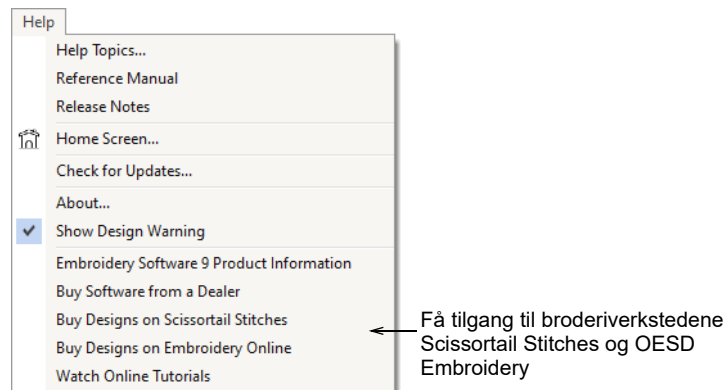 Help
Help Topics...
Reference Manual
Release Notes
Home Screen...
Check for Updates...
About...
Show Design Warning
Embroidery Software 9 Product Information
Buy Software from a Dealer
Buy Designs on Scissortail Stitches
Buy Designs on Embroidery Online
Watch Online Tutorials
Få tilgang til broderiverkstedene
Scissortail Stitches og OESD
Embroidery